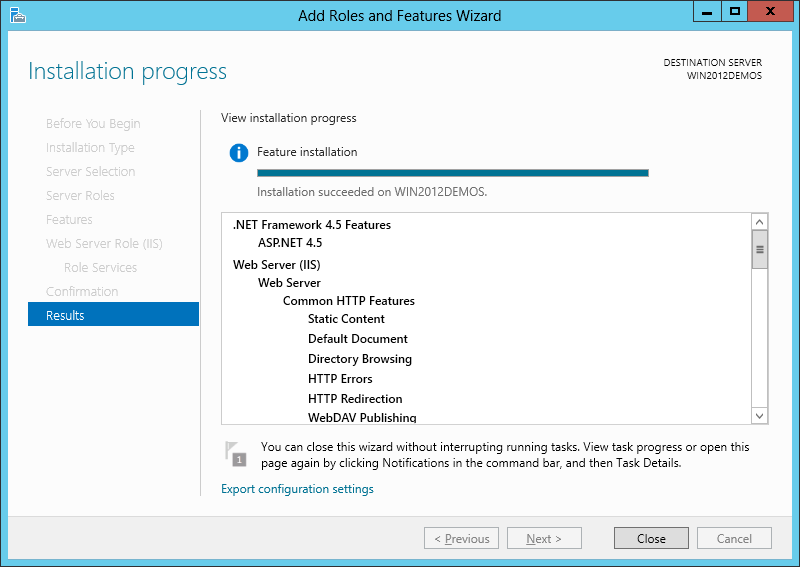 Add Roles and Features Wizard
Installation progress
DESTINATION SERVER
WIN2012DEMOS
Before You Begin
Installation Type
Server Selection
Server Roles
Features
Web Server Role (IIS)
Role Services
Confirmation
Results
View installation progress
Feature installation
Installation succeeded on WIN2012DEMOS.
.NET Framework 4.5 Features
ASP.NET 4.5
Web Server (IIS)
Web Server
Common HTTP Features
Static Content
Default Document
Directory Browsing
HTTP Errors
HTTP Redirection
WebDAV Publishing
1
You can close this wizard without interrupting running tasks. View task progress or open this
page again by clicking Notifications in the command bar, and then Task Details.
Export configuration settings
< Previous
Next >
Close
Cancel